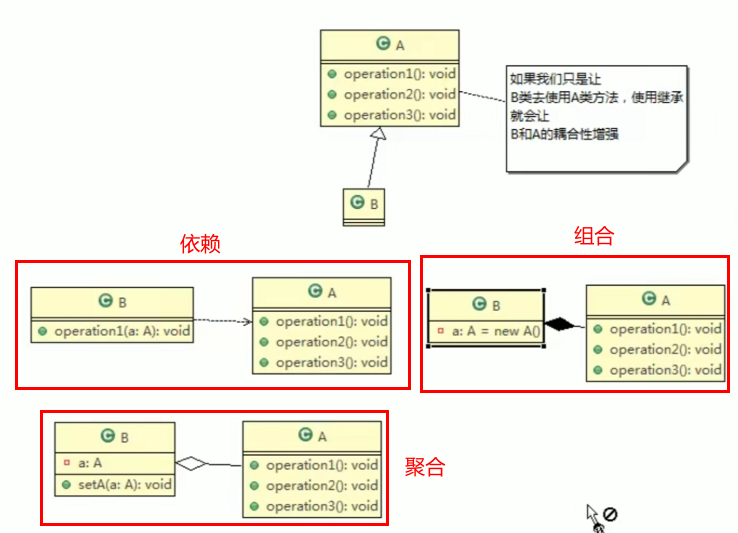 C A
operation1(): void
operation2(): void
operation3(): void
如果我们只是让
B类去使用A类方法，使用继承
就会让
B和A的耦合性增强
C B
依赖
组合
C B
operation1(a: A): void
C A
operation1(): void
operation2(): void
operation3(): void
C B
a: A = new A()
C A
operation1(): void
operation2(): void
operation3(): void
C B
a: A
setA(a: A): void
C A
operation1(): void
operation2(): void
operation3(): void
聚合